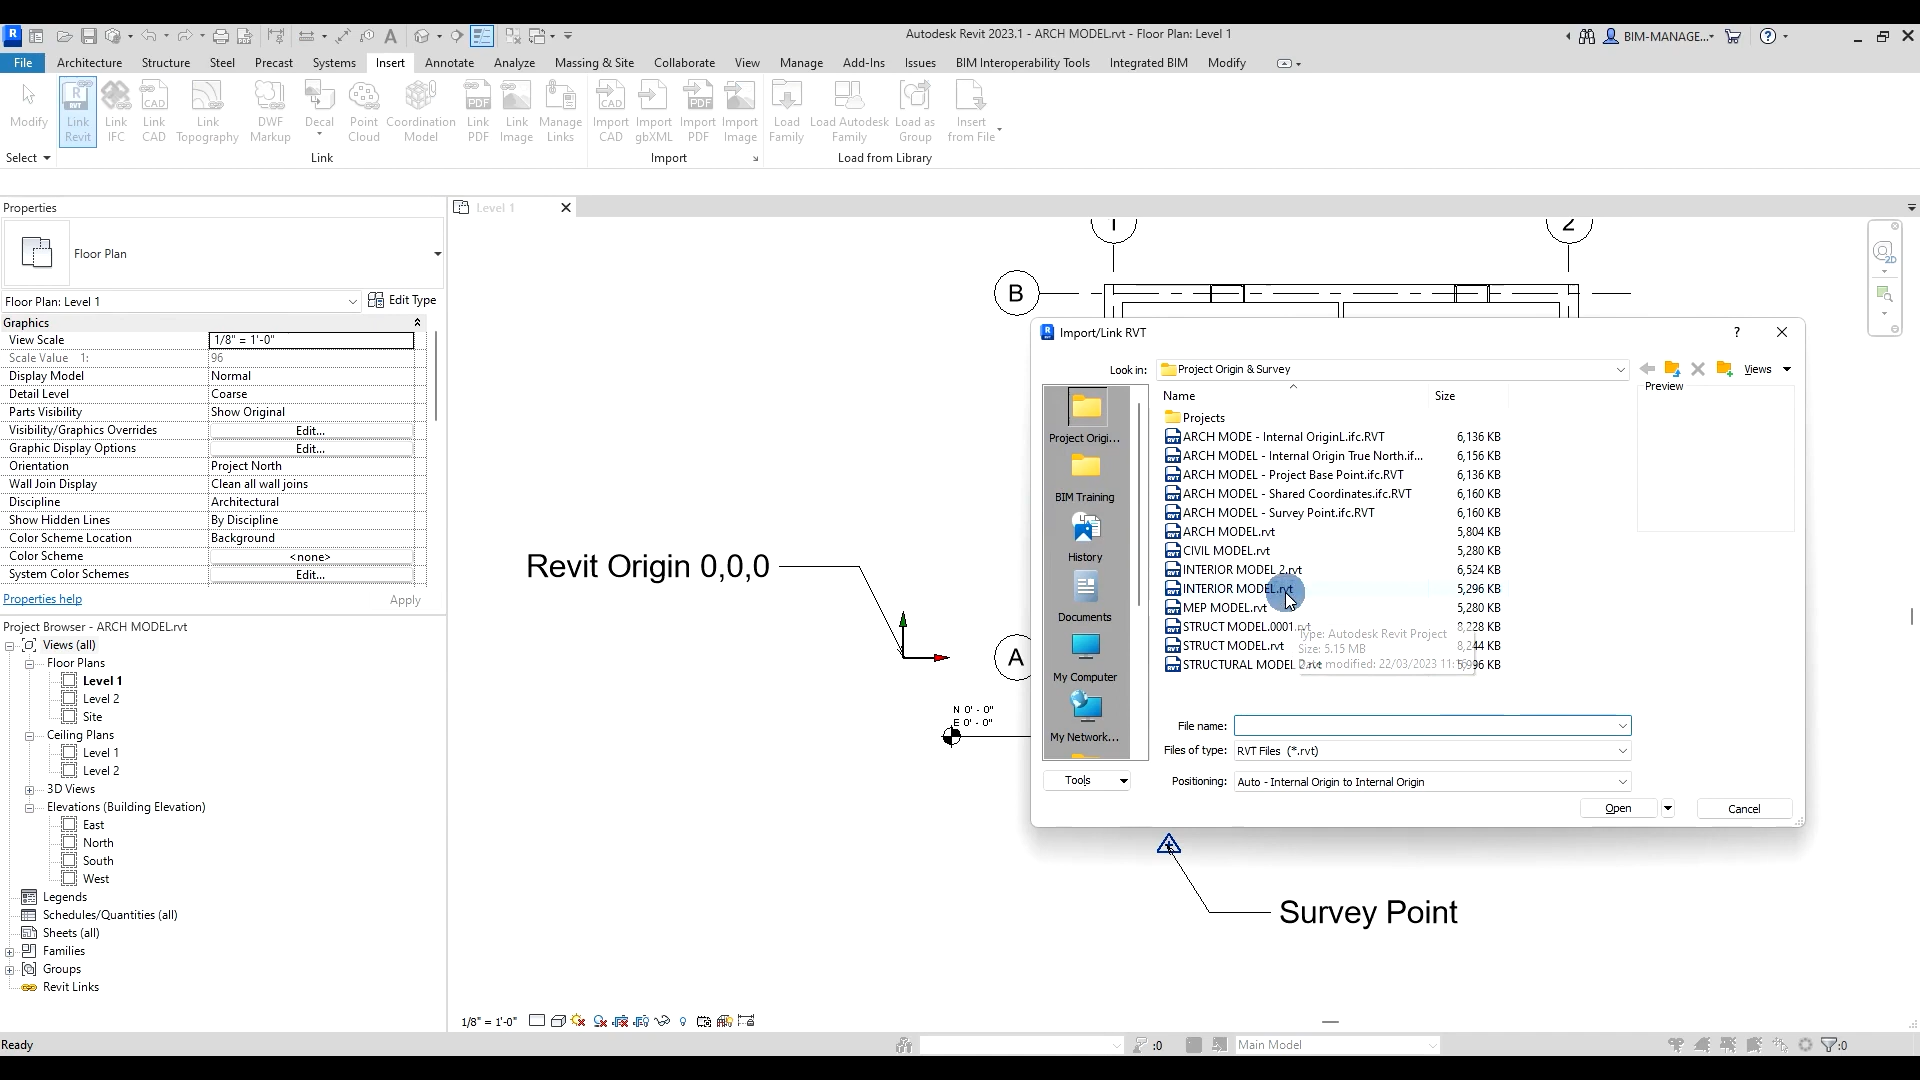 Autodesk Revit 2023.1 - ARCH MODEL.rvt - Floor Plan: Level 1
BIM-MANAGE...
File Architecture Structure Steel Precast Systems Insert Annotate Analyze Massing & Site Collaborate View Manage Add-Ins Issues BIM Interoperability Tools Integrated BIM Modify
Modify
Link Revit
Link IFC
Link CAD
Link Topography
DWF Markup
Decal
Point Cloud
Coordination Model
Link PDF
Link Image
Manage Links
Import CAD
Import gbXML
Import PDF
Import Image
Load Family
Load Autodesk Family
Load as Group
Insert from File
Select
Link
Import
Load from Library
Properties
Level 1
Floor Plan
Floor Plan: Level 1
Edit Type
Graphics
View Scale 1/8" = 1'-0"
Scale Value 1: 96
Display Model Normal
Detail Level Coarse
Parts Visibility Show Original
Visibility/Graphics Overrides Edit...
Graphic Display Options Edit...
Orientation Project North
Wall Join Display Clean all wall joins
Discipline Architectural
Show Hidden Lines By Discipline
Color Scheme Location Background
Color Scheme <none>
System Color Schemes Edit...
Properties help
Apply
Project Browser - ARCH MODEL.rvt
Views (all)
Floor Plans
Level 1
Level 2
Site
Ceiling Plans
Level 1
Level 2
3D Views
Elevations (Building Elevation)
East
North
South
West
Legends
Schedules/Quantities (all)
Sheets (all)
Families
Groups
Revit Links
1
2
2D
B
A
Revit Origin 0,0,0
N 0' - 0"
E 0' - 0"
Survey Point
Import/Link RVT
?
Look in: Project Origin & Survey
Views
Preview
Project Origi...
BIM Training
History
Documents
My Computer
My Network...
Name Size
Projects
ARCH MODE - Internal OriginL.ifc.RVT 6,136 KB
ARCH MODEL - Internal Origin True North.if... 6,156 KB
ARCH MODEL - Project Base Point.ifc.RVT 6,136 KB
ARCH MODEL - Shared Coordinates.ifc.RVT 6,160 KB
ARCH MODEL - Survey Point.ifc.RVT 6,160 KB
ARCH MODEL.rvt 5,804 KB
CIVIL MODEL.rvt 5,280 KB
INTERIOR MODEL 2.rvt 6,524 KB
INTERIOR MODEL.rvt 5,296 KB
MEP MODEL.rvt 5,280 KB
STRUCT MODEL.0001.rvt 8,228 KB
STRUCT MODEL.rvt 8,244 KB
STRUCTURAL MODEL 2.rvt
Type: Autodesk Revit Project
Size: 5.15 MB
Date modified: 22/03/2023
File name:
Files of type: RVT Files (*.rvt)
Positioning: Auto - Internal Origin to Internal Origin
Tools
Open
Cancel
1/8" = 1'-0"
Ready
:0
Main Model
:0